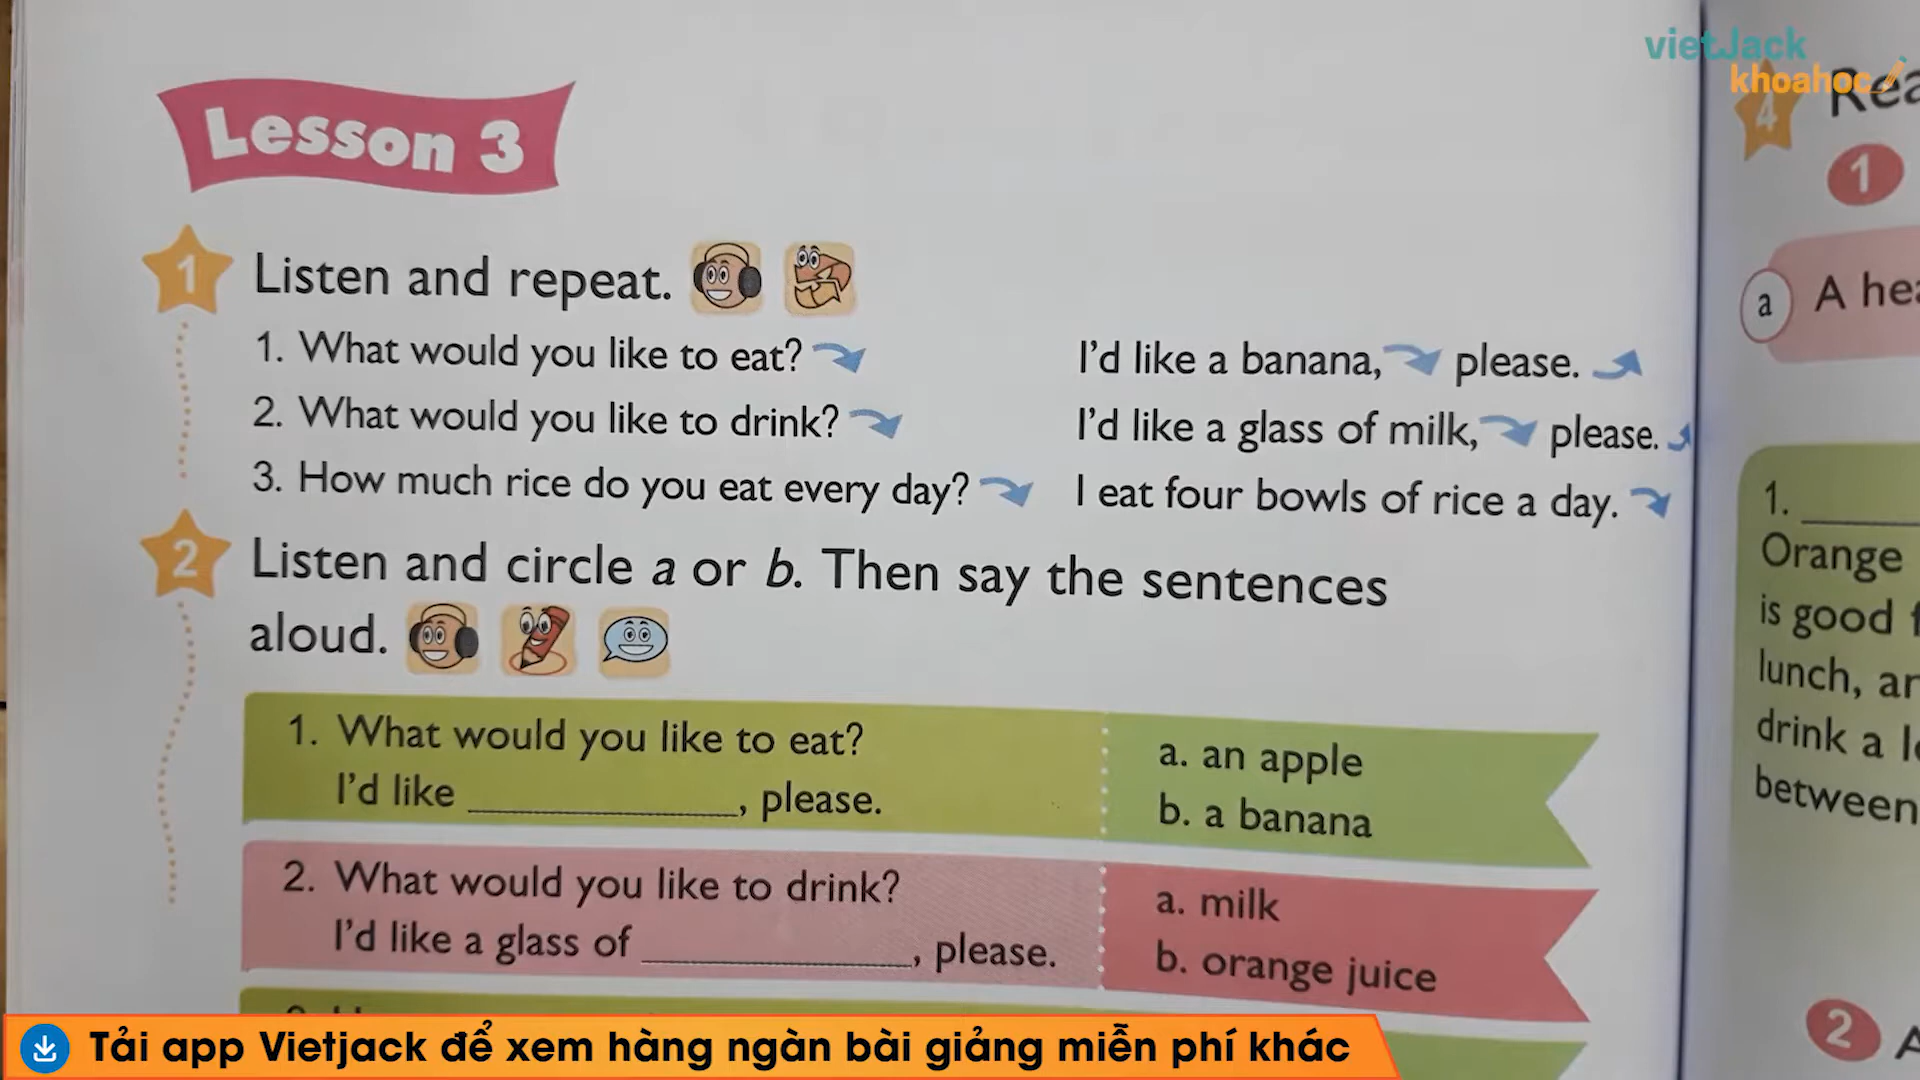 vietJack
khoahoc
Lesson 3
1 Listen and repeat.
1. What would you like to eat? I'd like a banana, please.
2. What would you like to drink? I'd like a glass of milk, please.
3. How much rice do you eat every day? I eat four bowls of rice a day.
2 Listen and circle a or b. Then say the sentences
aloud.
1. What would you like to eat?
I'd like ____________, please.
a. an apple
b. a banana
2. What would you like to drink?
I'd like a glass of ____________, please.
a. milk
b. orange juice
4
1
a A
1. ____
Orange
is good
lunch,
drink a
between
2 A
Tải app Vietjack để xem hàng ngàn bài giảng miễn phí khác